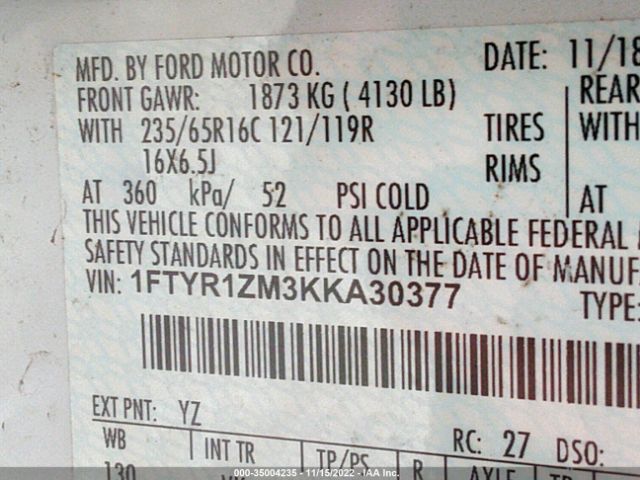 MFD. BY FORD MOTOR CO. DATE: 11/18
FRONT GAWR: 1873 KG ( 4130 LB) REAR
WITH 235/65R16C 121/119R TIRES WITH
16X6.5J RIMS
AT 360 kPa/ 52 PSI COLD AT
THIS VEHICLE CONFORMS TO ALL APPLICABLE FEDERAL
SAFETY STANDARDS IN EFFECT ON THE DATE OF MANUF
VIN: 1FTYR1ZM3KKA30377 TYPE:
EXT PNT: YZ RC: 27 DSO:
WB INT TR TP/PS R AXLE TR
130
000-35004235 - 11/15/2022 - IAA Inc.